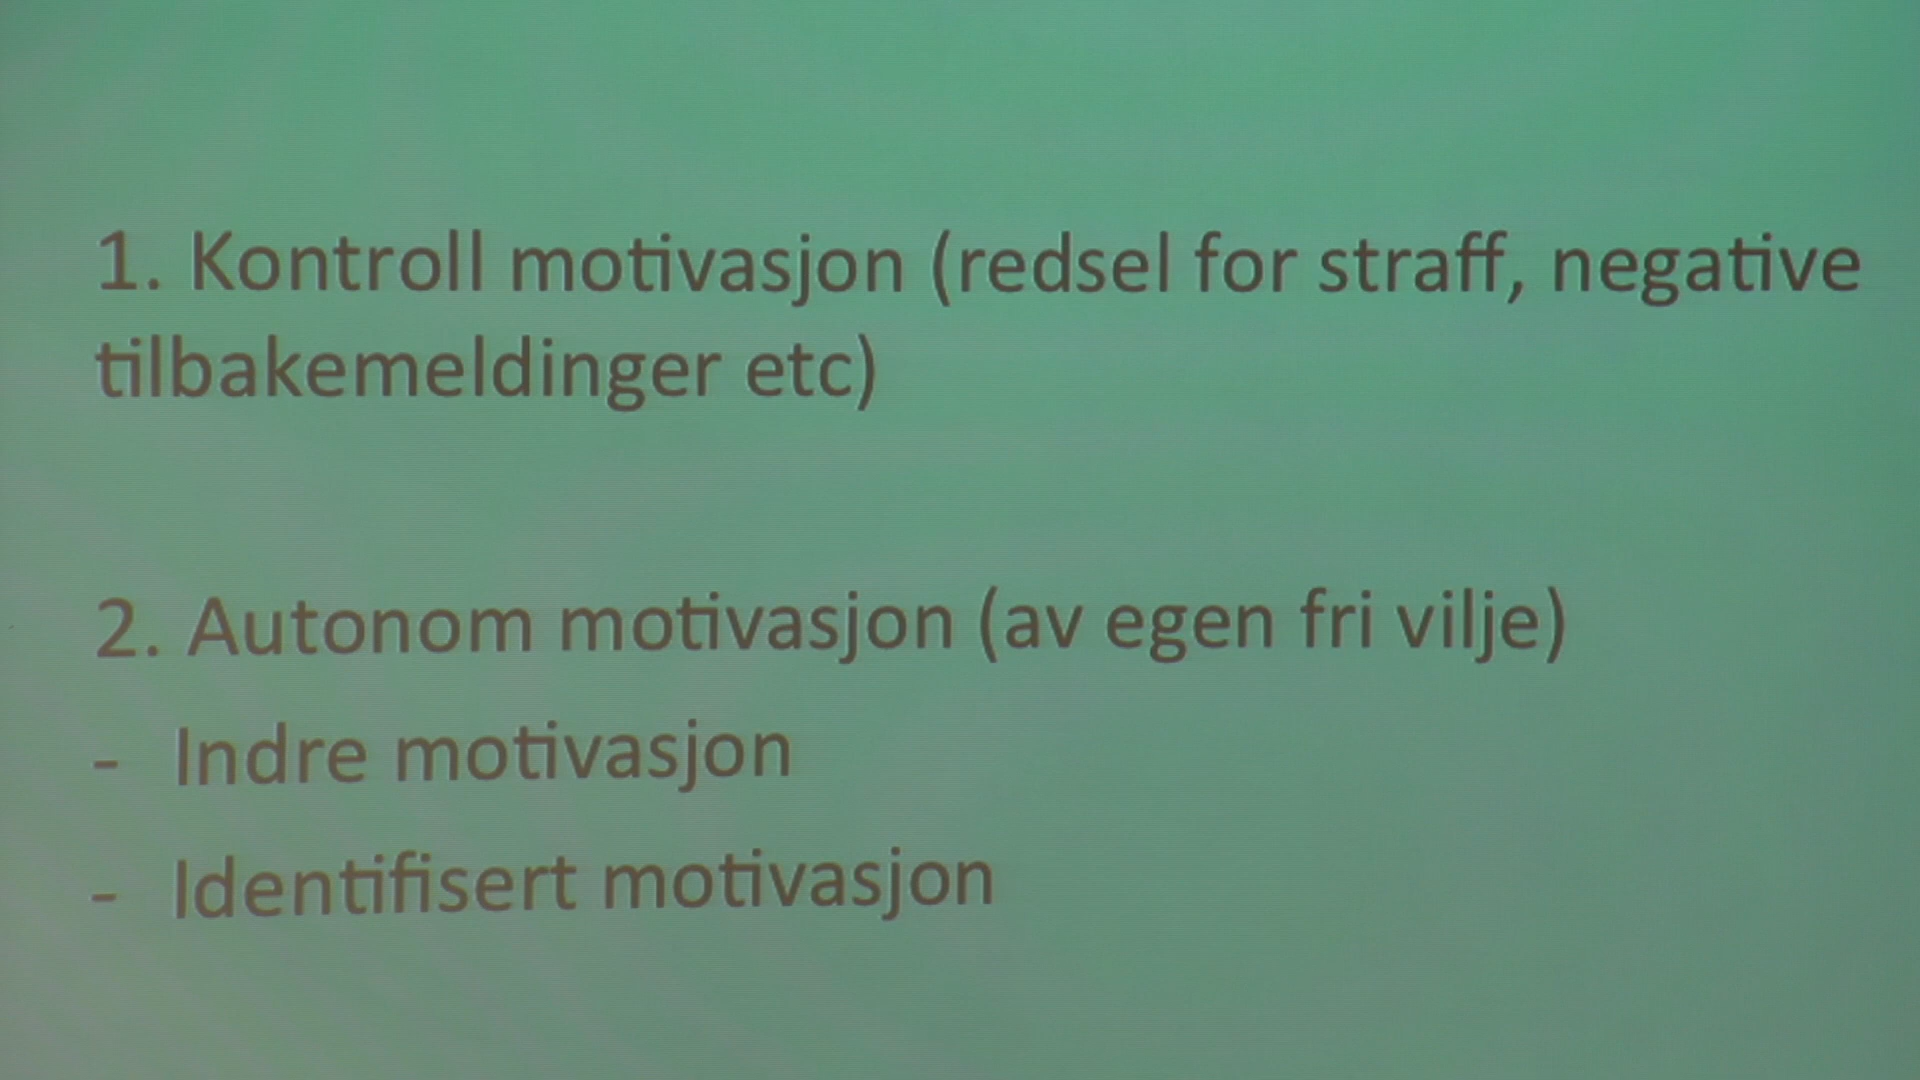 1. Kontroll motivasjon (redsel for straff, negative
tilbakemeldinger etc)
2. Autonom motivasjon (av egen fri vilje)
- Indre motivasjon
- Identifisert motivasjon